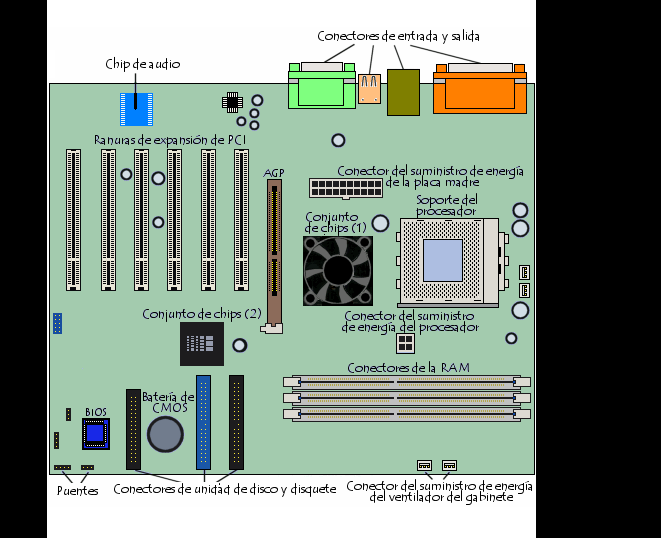 Conectores de entrada y salida
Chip de audio
Ranuras de expansión de PCI
AGP
Conector del suministro de energía
de la placa madre
Soporte del
procesador
Conjunto
de chips (1)
Conjunto de chips (2)
Conector del suministro
de energía del procesador
Conectores de la RAM
Batería de
CMOS
BIOS
Puentes
Conectores de unidad de disco y disquete
Conector del suministro de energía
del ventilador del gabinete